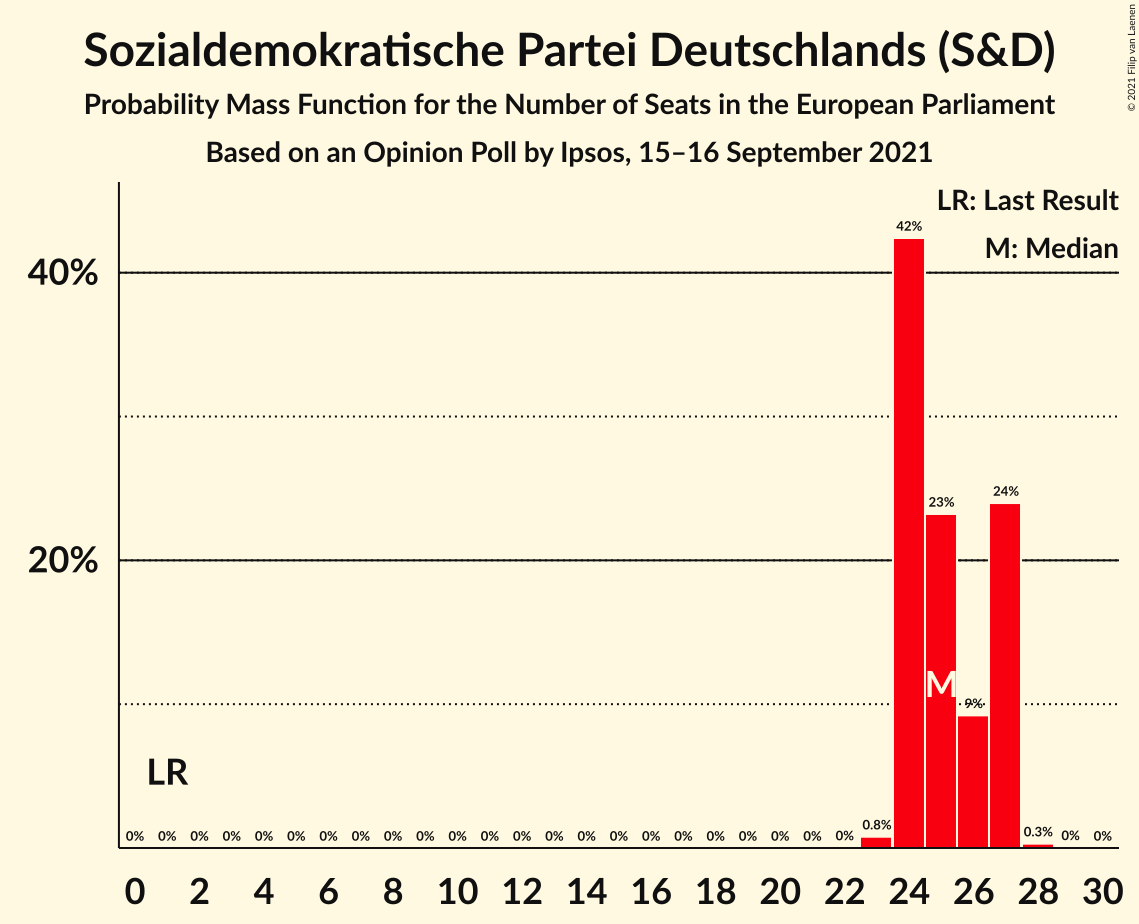 Sozialdemokratische Partei Deutschlands (S&D)
Probability Mass Function for the Number of Seats in the European Parliament
Based on an Opinion Poll by Ipsos, 15–16 September 2021
© 2021 Filip van Laenen
LR: Last Result
M: Median
42%
40%
24%
23%
20%
M
9%
LR
0% 0% 0% 0% 0% 0% 0% 0% 0% 0% 0% 0% 0% 0% 0% 0% 0% 0% 0% 0% 0% 0% 0% 0.8% 0.3% 0% 0%
0 2 4 6 8 10 12 14 16 18 20 22 24 26 28 30